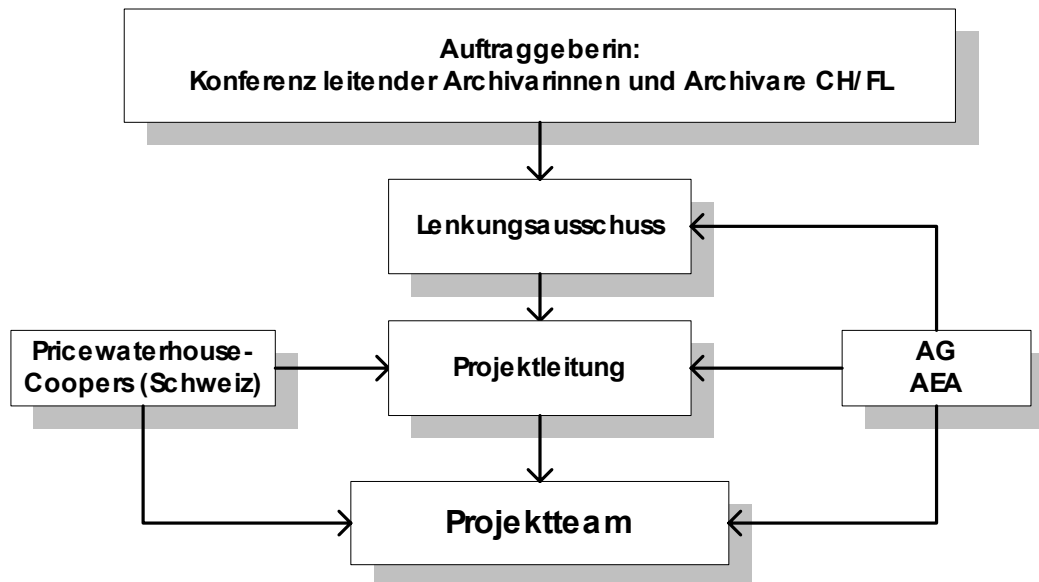 Auftraggeberin:
Konferenz leitender Archivarinnen und Archivare CH/FL
Lenkungsausschuss
Pricewaterhouse-
Coopers (Schweiz)
Projektleitung
AG
AEA
Projektteam